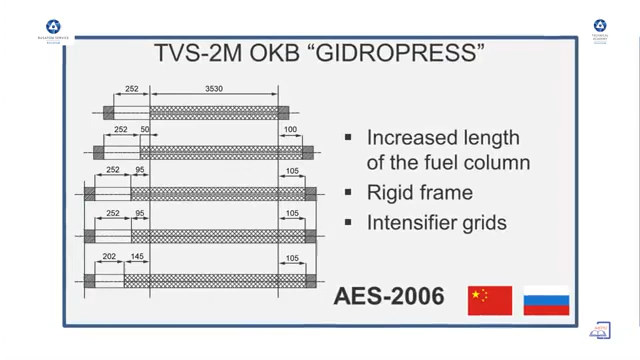 TVS-2M OKB “GIDROPRESS”
252 3530
252 50 100
252 95 105
252 95 105
202 145 105
▪ Increased length
of the fuel column
▪ Rigid frame
▪ Intensifier grids
AES-2006